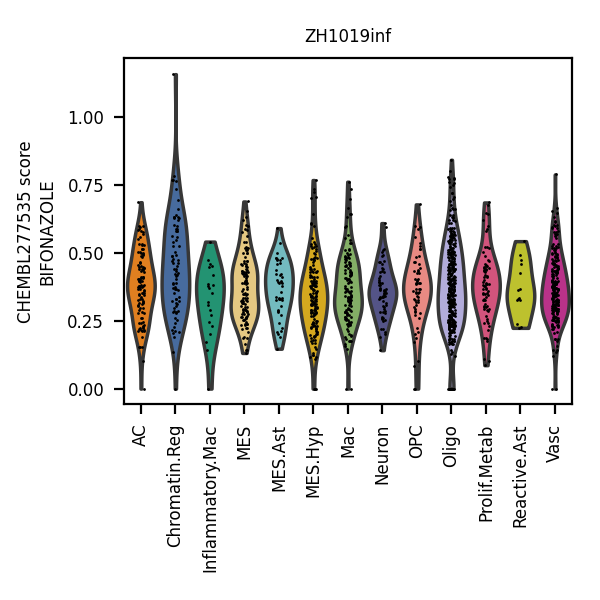 ZH1019inf
CHEMBL277535 score
BIFONAZOLE
1.00
0.75
0.50
0.25
0.00
AC
Chromatin.Reg
Inflammatory.Mac
MES
MES.Ast
MES.Hyp
Mac
Neuron
OPC
Oligo
Prolif.Metab
Reactive.Ast
Vasc